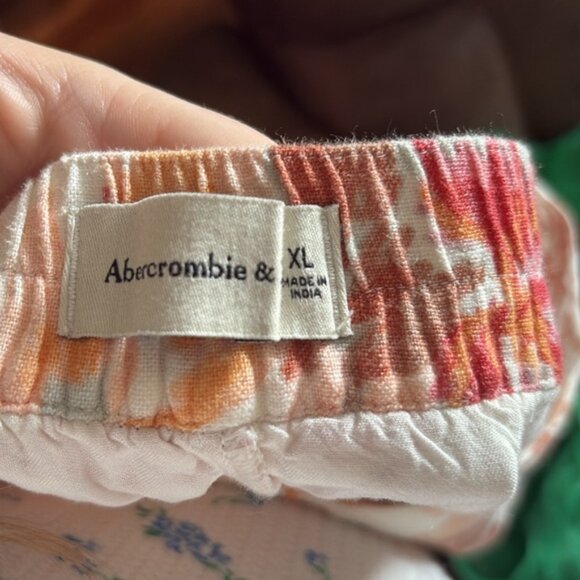 Abercrombie &
XL
MADE IN
INDIA